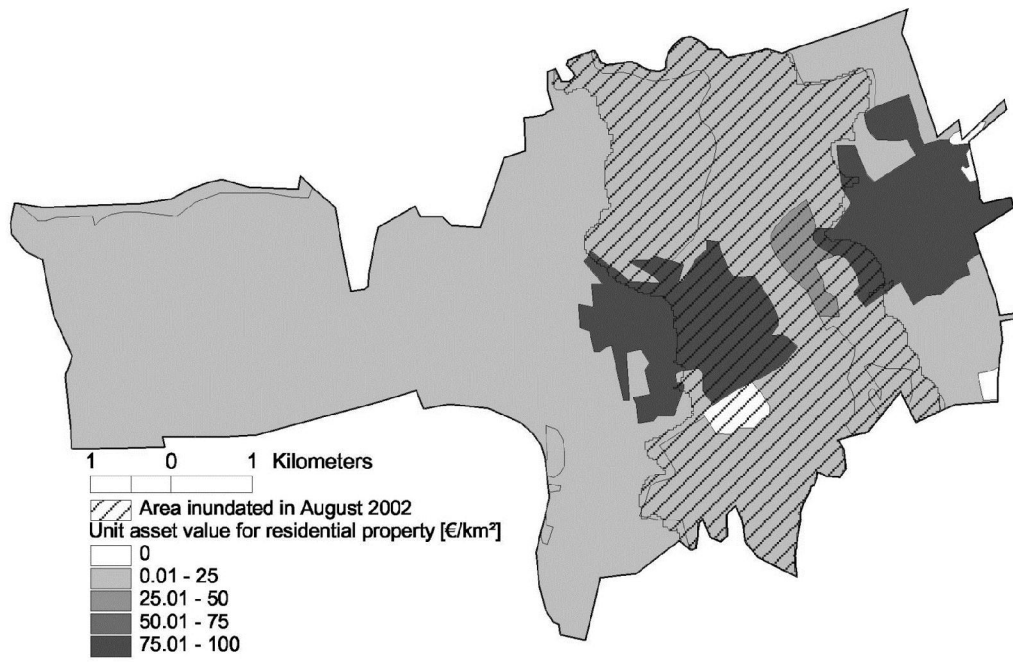 1 0 1 Kilometers
Area inundated in August 2002
Unit asset value for residential property [€/km²]
0
0.01 - 25
25.01 - 50
50.01 - 75
75.01 - 100